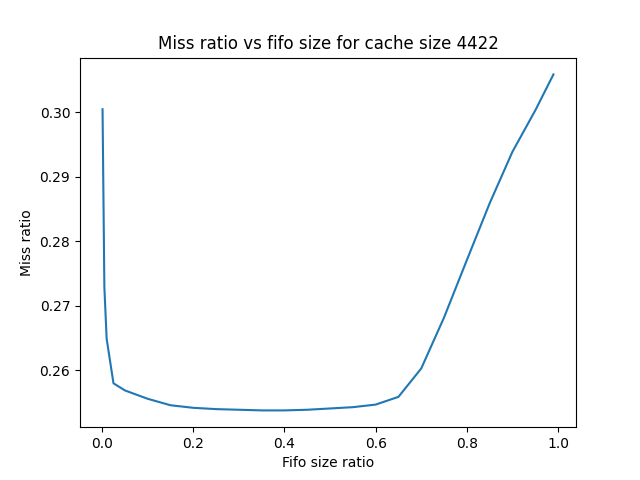 Miss ratio vs fifo size for cache size 4422
0.30
0.29
0.28
0.27
0.26
Miss ratio
0.0 0.2 0.4 0.6 0.8 1.0
Fifo size ratio